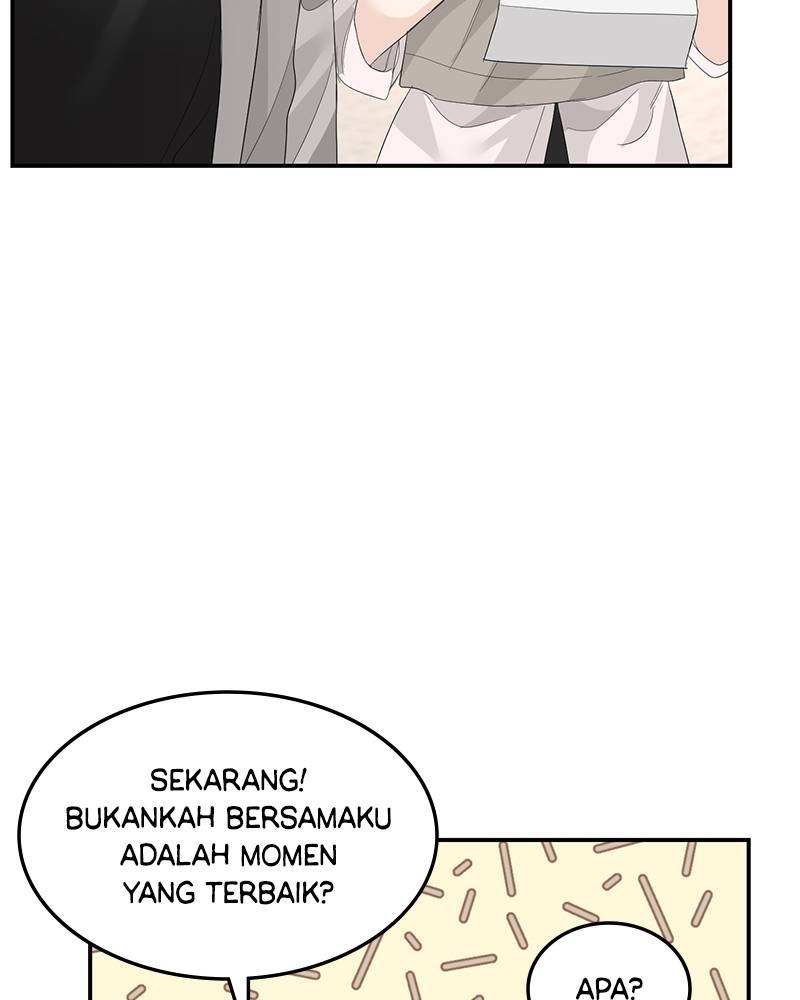 SEKARANG!
BUKANKAH BERSAMAKU
ADALAH MOMEN
YANG TERBAIK?
APA?